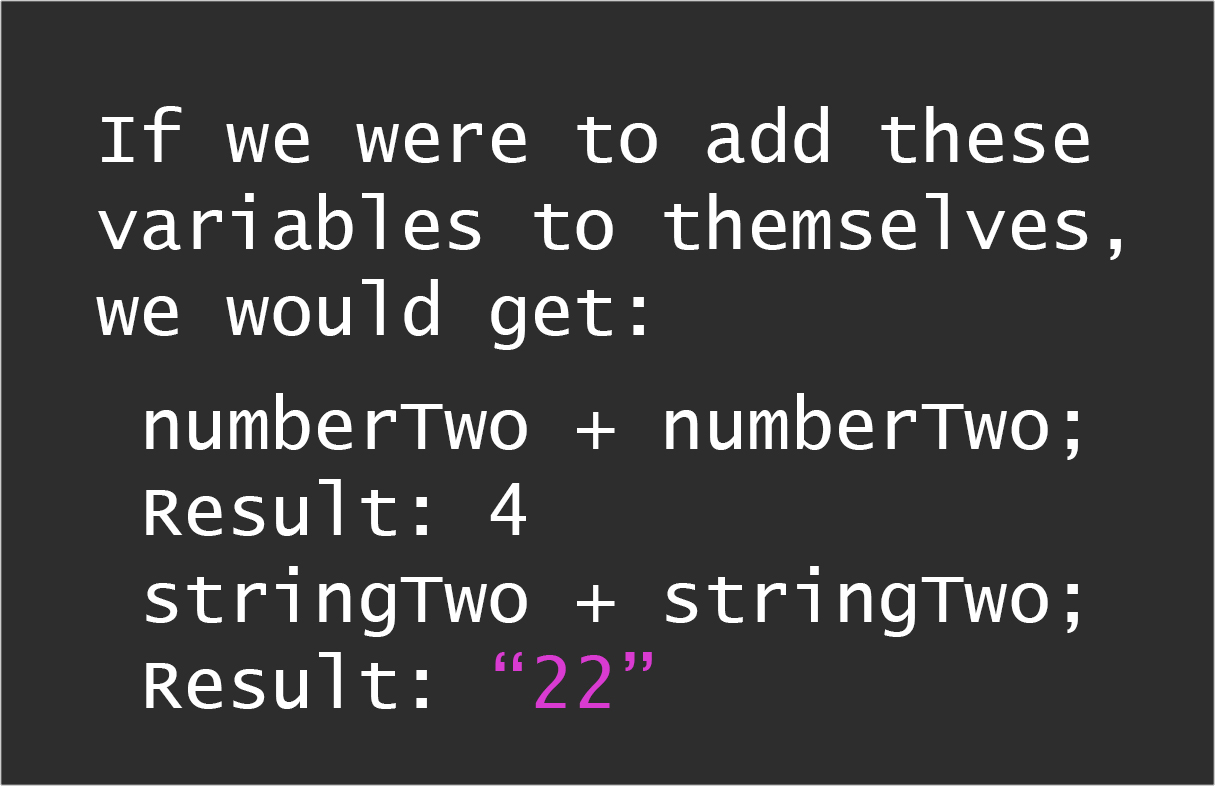 If we were to add these
variables to themselves,
we would get:
numberTwo + numberTwo;
Result: 4
stringTwo + stringTwo;
Result: “22”